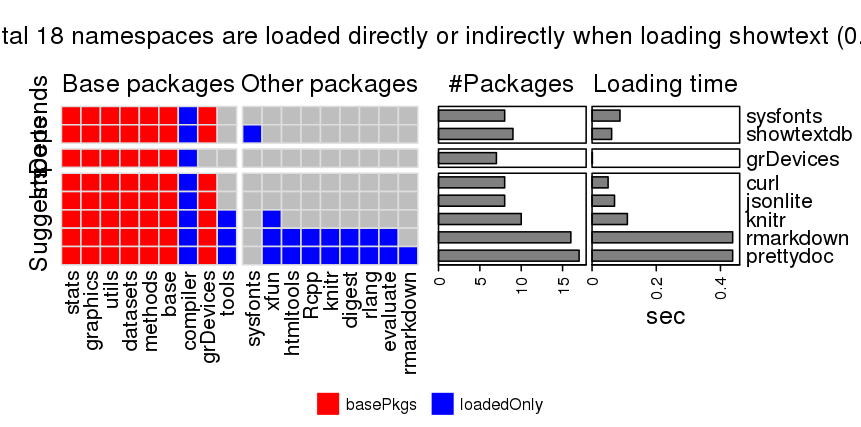 tal 18 namespaces are loaded directly or indirectly when loading showtext (0.
Base packages
Other packages
#Packages
Loading time
Depends
Imports
Suggests
sysfonts
showtextdb
grDevices
curl
jsonlite
knitr
rmarkdown
prettydoc
0
5
10
15
0
0.2
0.4
sec
stats
graphics
utils
datasets
methods
base
compiler
grDevices
tools
sysfonts
xfun
htmltools
Rcpp
knitr
digest
rlang
evaluate
rmarkdown
basePkgs
loadedOnly